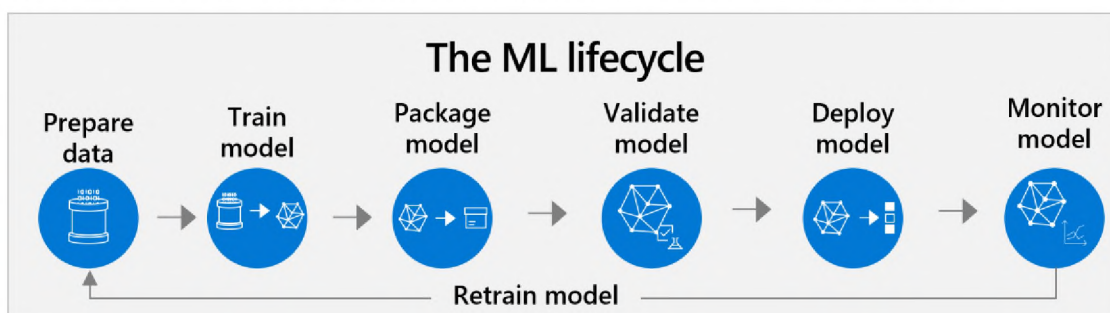 The ML lifecycle
Prepare
data
Train
model
Package
model
Validate
model
Deploy
model
Monitor
model
Retrain model